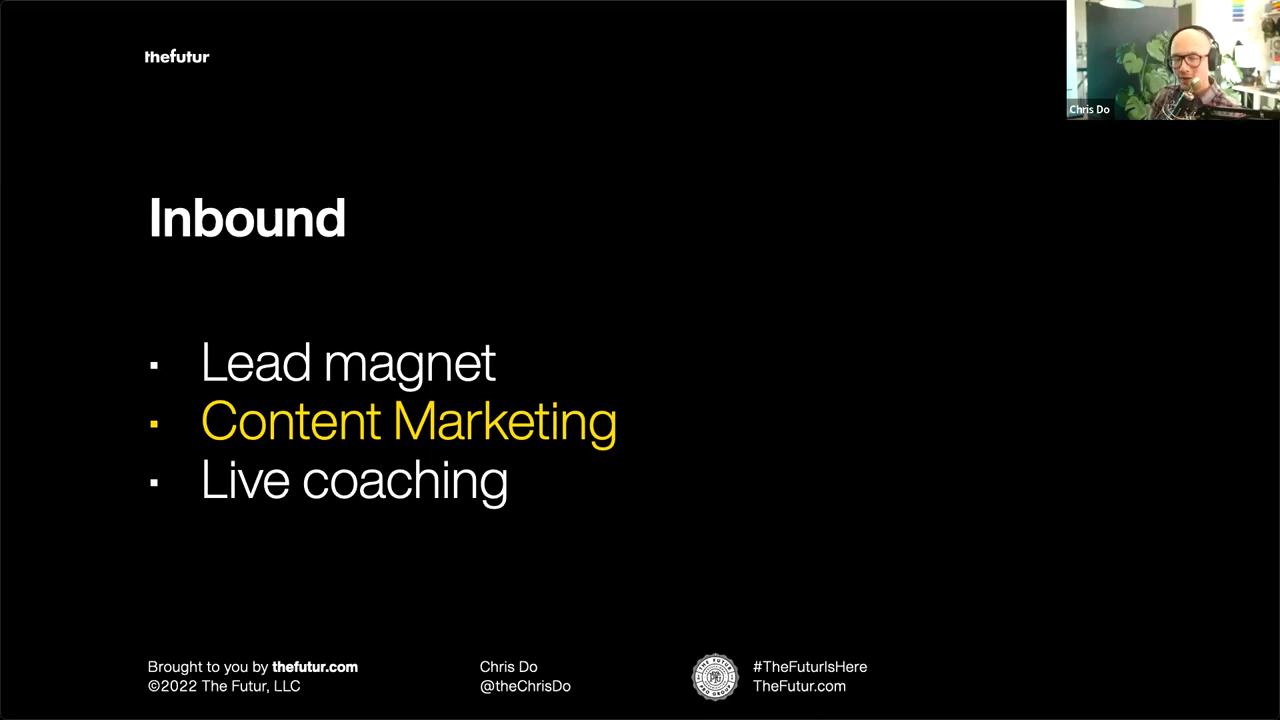 thefutur
Chris Do
Inbound
▪ Lead magnet
▪ Content Marketing
▪ Live coaching
Brought to you by thefutur.com
©2022 The Futur, LLC
Chris Do
@theChrisDo
#TheFuturIsHere
TheFutur.com